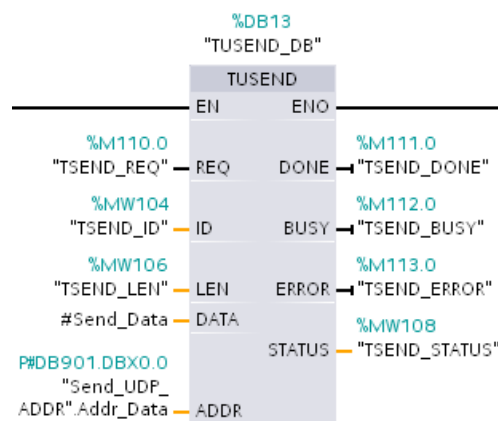 %DB13
"TUSEND_DB"
TUSEND
EN ENO
%M110.0 %M111.0
"TSEND_REQ" REQ DONE "TSEND_DONE"
%MW104 %M112.0
"TSEND_ID" ID BUSY "TSEND_BUSY"
%MW106 %M113.0
"TSEND_LEN" LEN ERROR "TSEND_ERROR"
#Send_Data DATA
%MW108
STATUS "TSEND_STATUS"
P#DB901.DBX0.0
"Send_UDP_
ADDR".Addr_Data ADDR